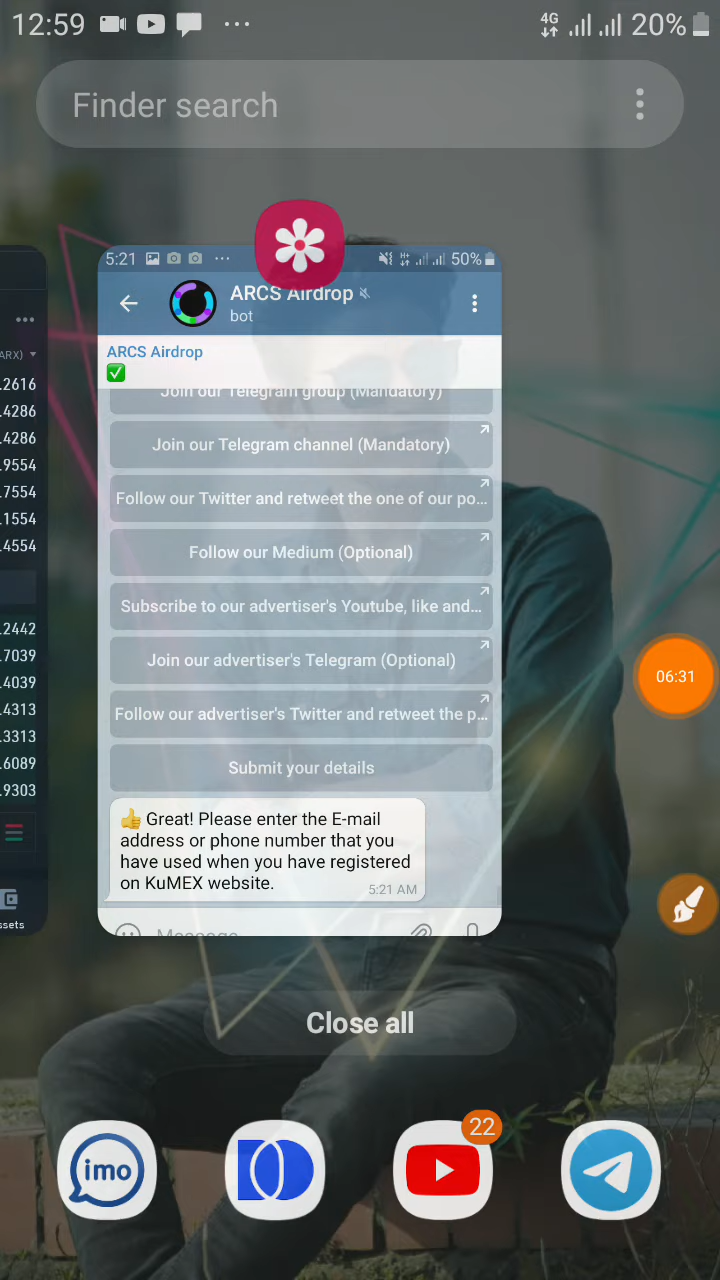 12:59
4G
20%
Finder search
5:21
50%
ARCS Airdrop
bot
ARCS Airdrop
ARX)
.2616
.4286
.4286
.9554
.7554
.1554
.4554
.2442
.7039
.4039
.4313
.3313
.6089
.9303
ssets
Join our Telegram group (Mandatory)
Join our Telegram channel (Mandatory)
Follow our Twitter and retweet the one of our po...
Follow our Medium (Optional)
Subscribe to our advertiser's Youtube, like and...
Join our advertiser's Telegram (Optional)
Follow our advertiser's Twitter and retweet the p...
Submit your details
👍 Great! Please enter the E-mail
address or phone number that you
have used when you have registered
on KuMEX website.
5:21 AM
Message
06:31
Close all
22
imo